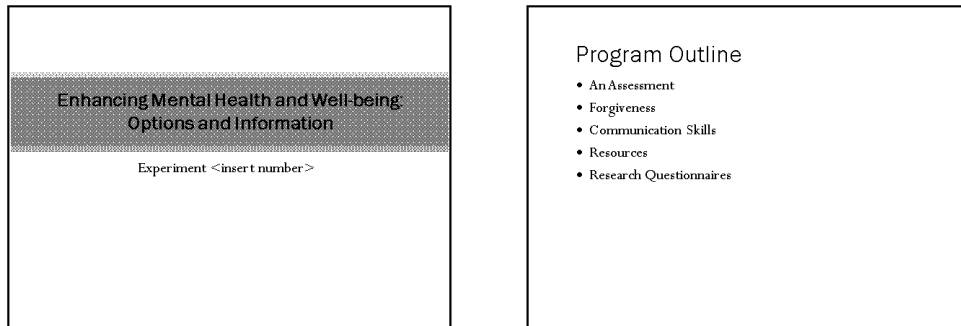 Enhancing Mental Health and Well-being:
Options and Information
Experiment <insert number>
Program Outline
• An Assessment
• Forgiveness
• Communication Skills
• Resources
• Research Questionnaires